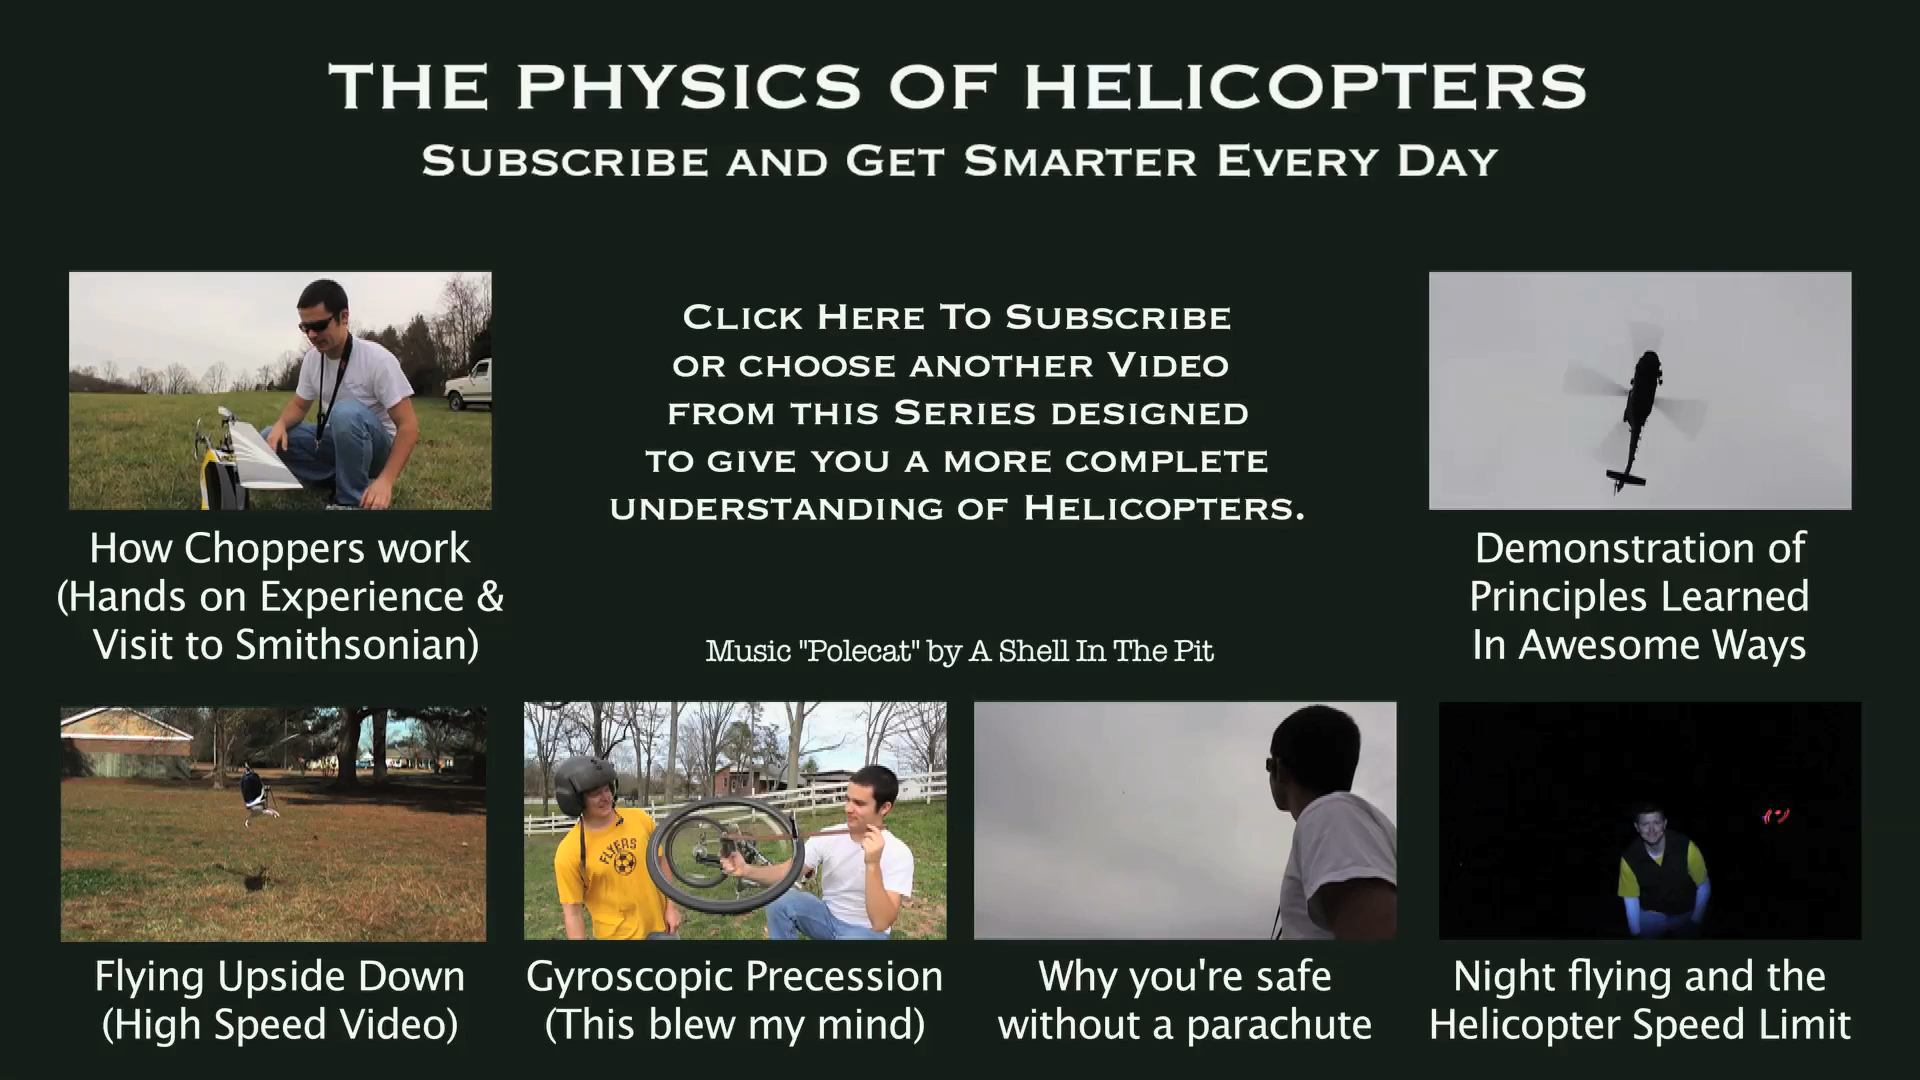 THE PHYSICS OF HELICOPTERS
SUBSCRIBE AND GET SMARTER EVERY DAY
CLICK HERE TO SUBSCRIBE
OR CHOOSE ANOTHER VIDEO
FROM THIS SERIES DESIGNED
TO GIVE YOU A MORE COMPLETE
UNDERSTANDING OF HELICOPTERS.
How Choppers work
(Hands on Experience &
Visit to Smithsonian)
Demonstration of
Principles Learned
In Awesome Ways
Music "Polecat" by A Shell In The Pit
FLYERS
Flying Upside Down
(High Speed Video)
Gyroscopic Precession
(This blew my mind)
Why you're safe
without a parachute
Night flying and the
Helicopter Speed Limit